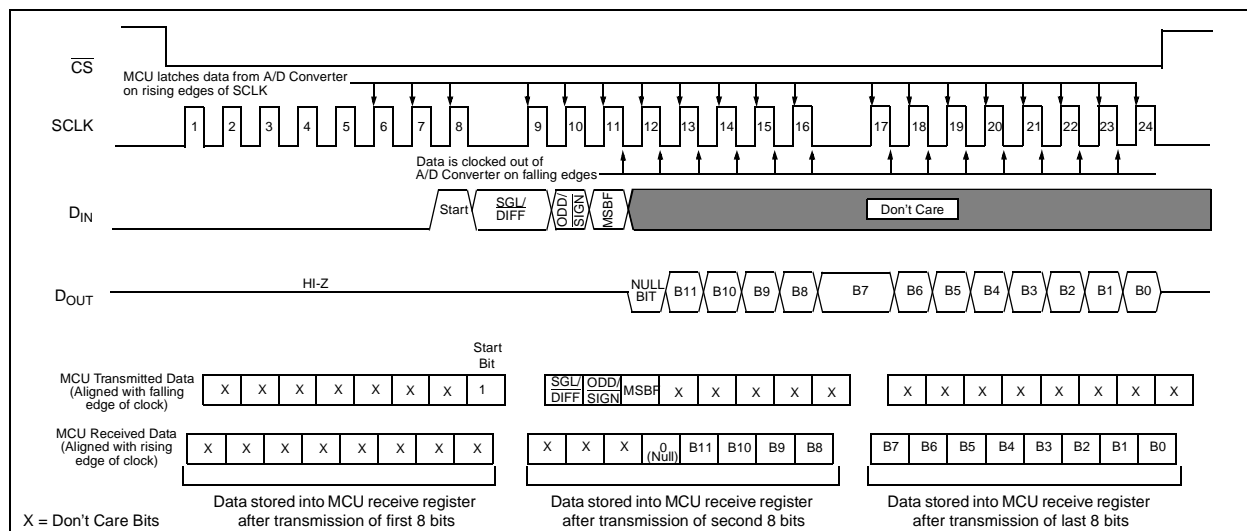 CS
MCU latches data from A/D Converter
on rising edges of SCLK
SCLK
1 2 3 4 5 6 7 8 9 10 11 12 13 14 15 16 17 18 19 20 21 22 23 24
Data is clocked out of
A/D Converter on falling edges
DIN
Start SGL/DIFF ODD/SIGN MSBF Don't Care
HI-Z
DOUT
NULL BIT B11 B10 B9 B8 B7 B6 B5 B4 B3 B2 B1 B0
Start
Bit
MCU Transmitted Data
(Aligned with falling
edge of clock)
X X X X X X X 1 SGL/DIFF ODD/SIGN MSBF X X X X X X X X X X X X X
MCU Received Data
(Aligned with rising
edge of clock)
X X X X X X X X X X X 0 (Null) B11 B10 B9 B8 B7 B6 B5 B4 B3 B2 B1 B0
Data stored into MCU receive register
after transmission of first 8 bits
Data stored into MCU receive register
after transmission of second 8 bits
Data stored into MCU receive register
after transmission of last 8 bits
X = Don't Care Bits